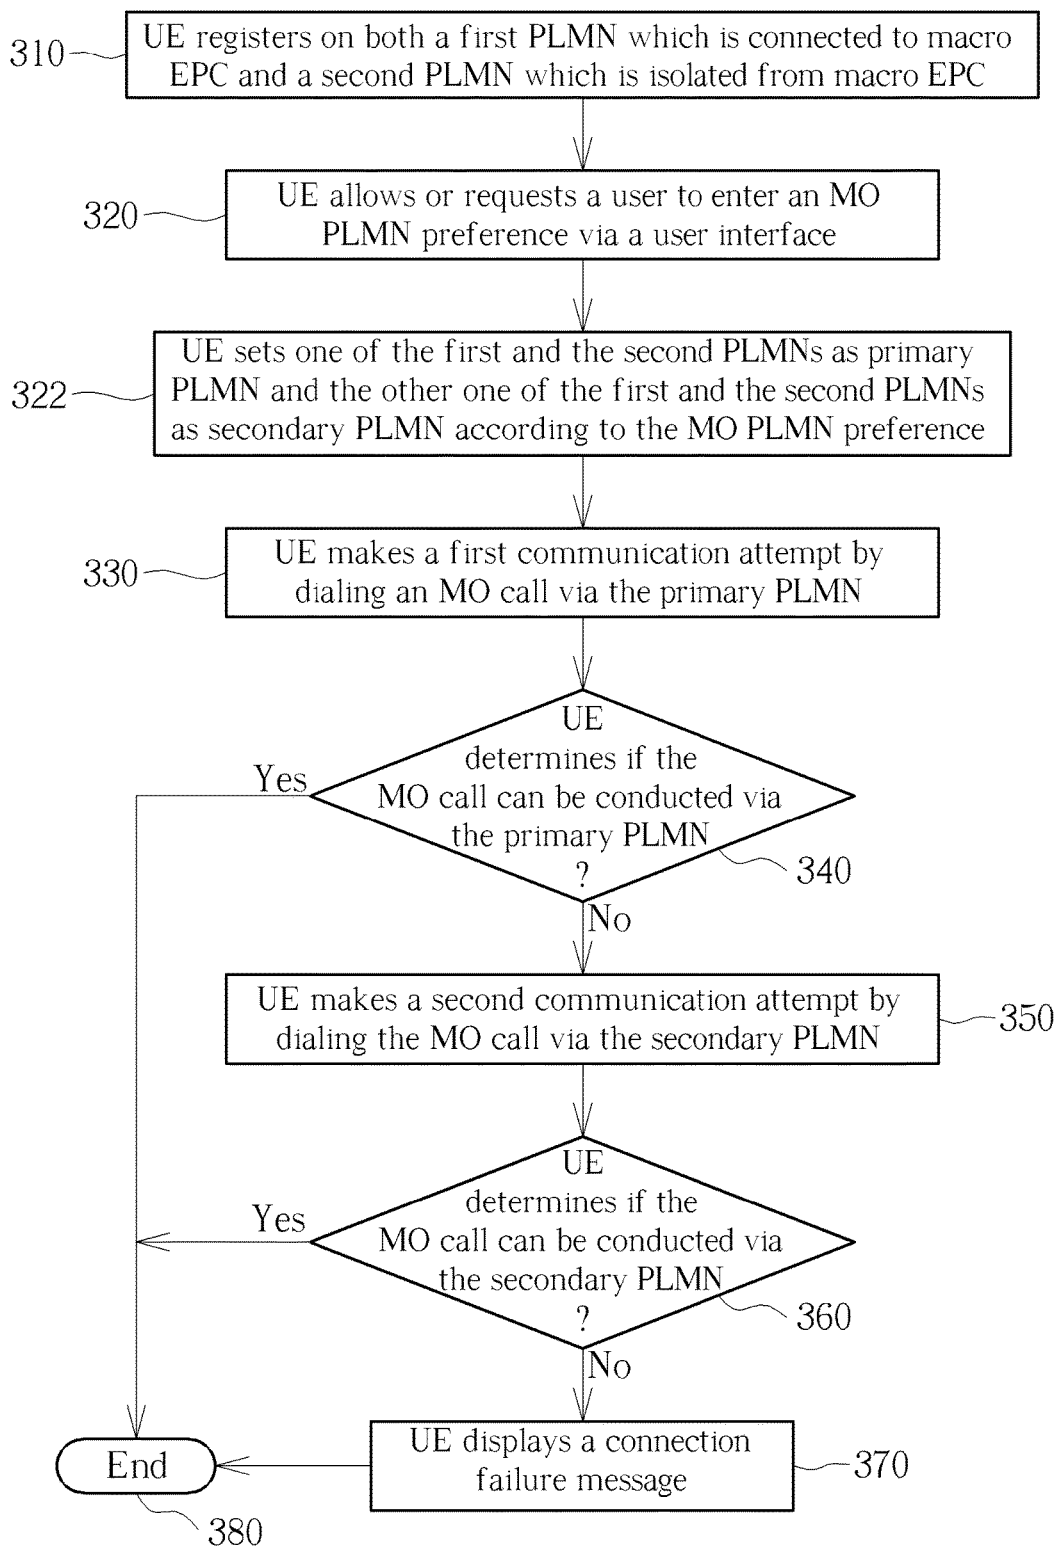 310
UE registers on both a first PLMN which is connected to macro
EPC and a second PLMN which is isolated from macro EPC
320
UE allows or requests a user to enter an MO
PLMN preference via a user interface
322
UE sets one of the first and the second PLMNs as primary
PLMN and the other one of the first and the second PLMNs
as secondary PLMN according to the MO PLMN preference
330
UE makes a first communication attempt by
dialing an MO call via the primary PLMN
UE
determines if the
MO call can be conducted via
the primary PLMN
?
Yes
340
No
UE makes a second communication attempt by
dialing the MO call via the secondary PLMN
350
UE
determines if the
MO call can be conducted via
the secondary PLMN
?
Yes
360
No
UE displays a connection
failure message
370
End
380